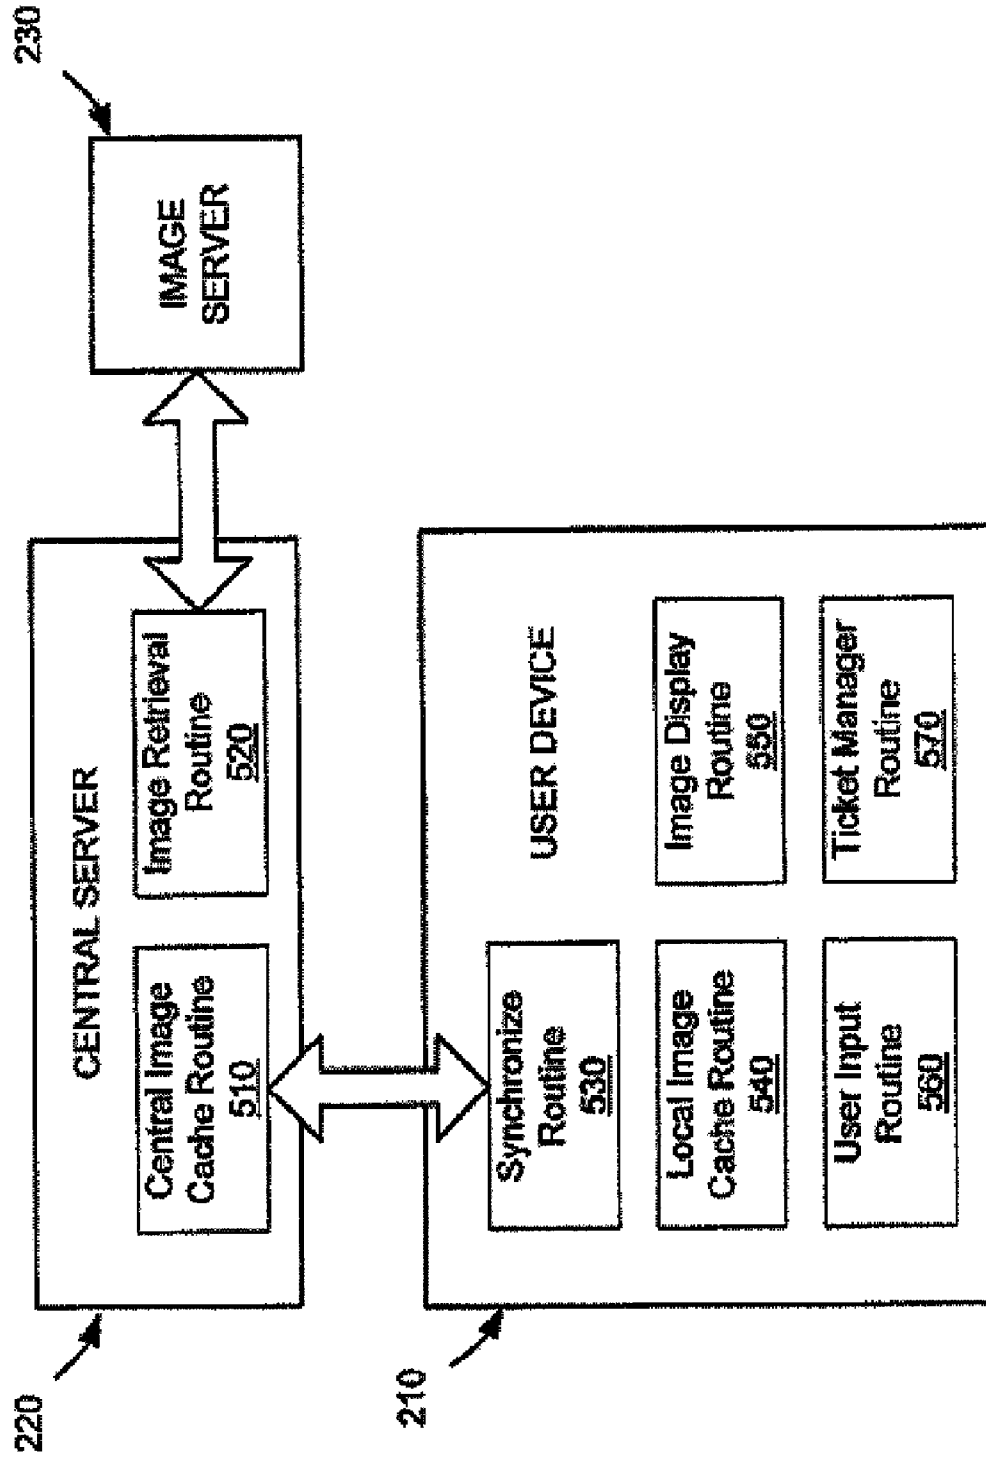 220
CENTRAL SERVER
Central Image
Cache Routine
510
Image Retrieval
Routine
520
230
IMAGE
SERVER
210
USER DEVICE
Synchronize
Routine
530
Local Image
Cache Routine
540
Image Display
Routine
550
User Input
Routine
560
Ticket Manager
Routine
570